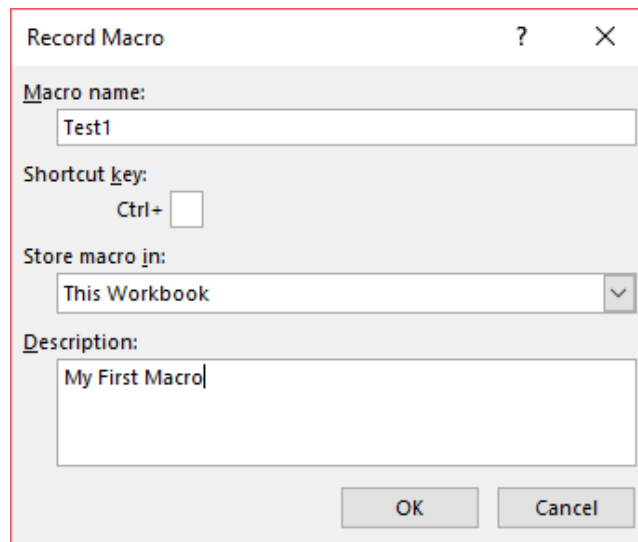 Record Macro ?
Macro name:
Test1
Shortcut key:
Ctrl+
Store macro in:
This Workbook
Description:
My First Macro
OK Cancel